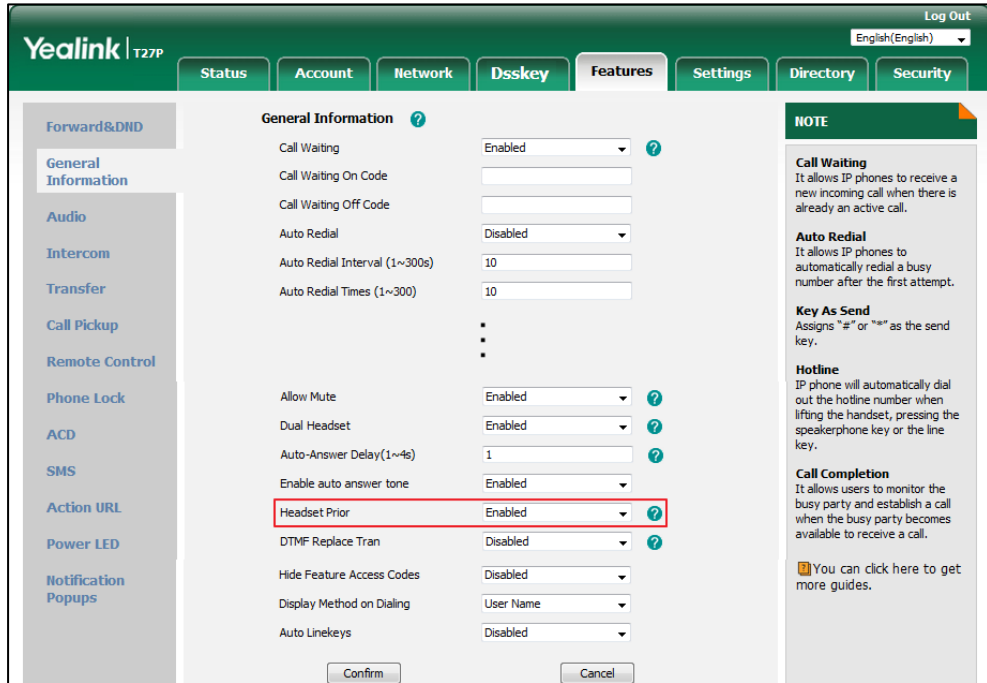 Log Out
Yealink | T27P
English(English)
Status Account Network Dsskey Features Settings Directory Security
Forward&DND
General
Information
Audio
Intercom
Transfer
Call Pickup
Remote Control
Phone Lock
ACD
SMS
Action URL
Power LED
Notification
Popups
General Information ?
Call Waiting Enabled ?
Call Waiting On Code
Call Waiting Off Code
Auto Redial Disabled
Auto Redial Interval (1~300s) 10
Auto Redial Times (1~300) 10
Allow Mute Enabled ?
Dual Headset Enabled ?
Auto-Answer Delay(1~4s) 1 ?
Enable auto answer tone Enabled
Headset Prior Enabled ?
DTMF Replace Tran Disabled ?
Hide Feature Access Codes Disabled
Display Method on Dialing User Name
Auto Linekeys Disabled
Confirm Cancel
NOTE
Call Waiting
It allows IP phones to receive a
new incoming call when there is
already an active call.
Auto Redial
It allows IP phones to
automatically redial a busy
number after the first attempt.
Key As Send
Assigns "#" or "*" as the send
key.
Hotline
IP phone will automatically dial
out the hotline number when
lifting the handset, pressing the
speakerphone key or the line
key.
Call Completion
It allows users to monitor the
busy party and establish a call
when the busy party becomes
available to receive a call.
? You can click here to get
more guides.